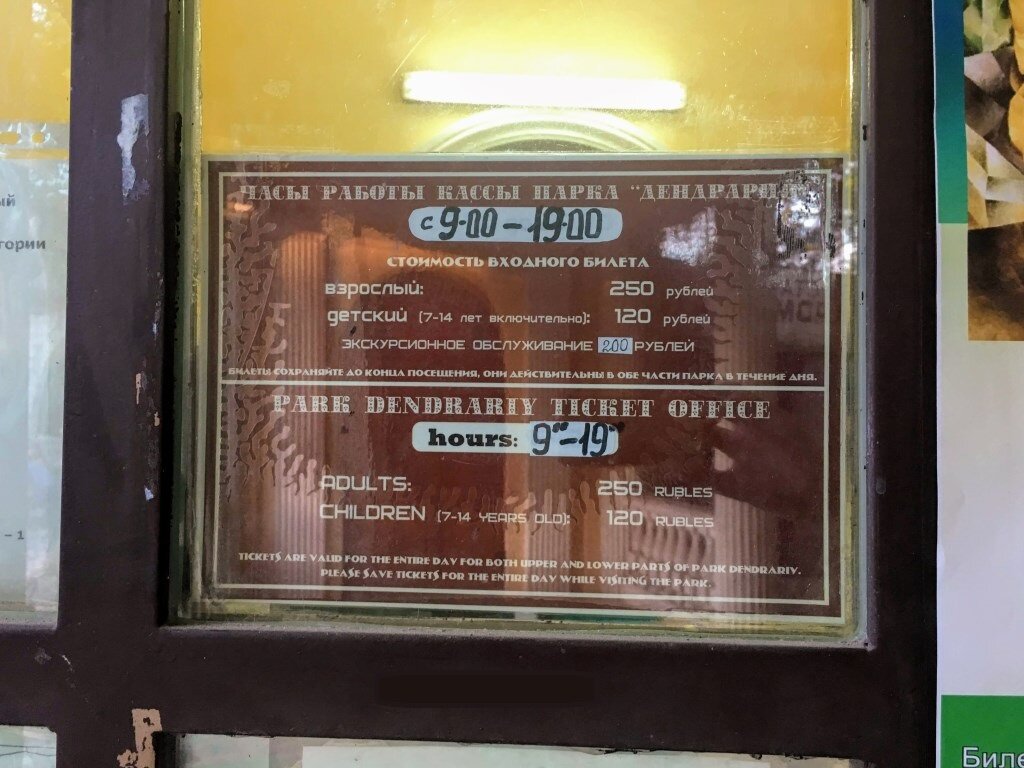 ЧАСЫ РАБОТЫ КАССЫ ПАРКА "ДЕНДРАРИЙ"
с 9-00 - 19-00
СТОИМОСТЬ ВХОДНОГО БИЛЕТА
взрослый: 250 рублей
детский (7-14 лет включительно): 120 рублей
ЭКСКУРСИОННОЕ ОБСЛУЖИВАНИЕ 200 РУБЛЕЙ
БИЛЕТЫ СОХРАНЯЙТЕ ДО КОНЦА ПОСЕЩЕНИЯ, ОНИ ДЕЙСТВИТЕЛЬНЫ В ОБЕ ЧАСТИ ПАРКА В ТЕЧЕНИЕ ДНЯ.
PARK DENDRARIY TICKET OFFICE
hours: 9⁰⁰-19⁰⁰
ADULTS: 250 RUBLES
CHILDREN (7-14 YEARS OLD): 120 RUBLES
TICKETS ARE VALID FOR THE ENTIRE DAY FOR BOTH UPPER AND LOWER PARTS OF PARK DENDRARIY.
PLEASE SAVE TICKETS FOR THE ENTIRE DAY WHILE VISITING THE PARK.